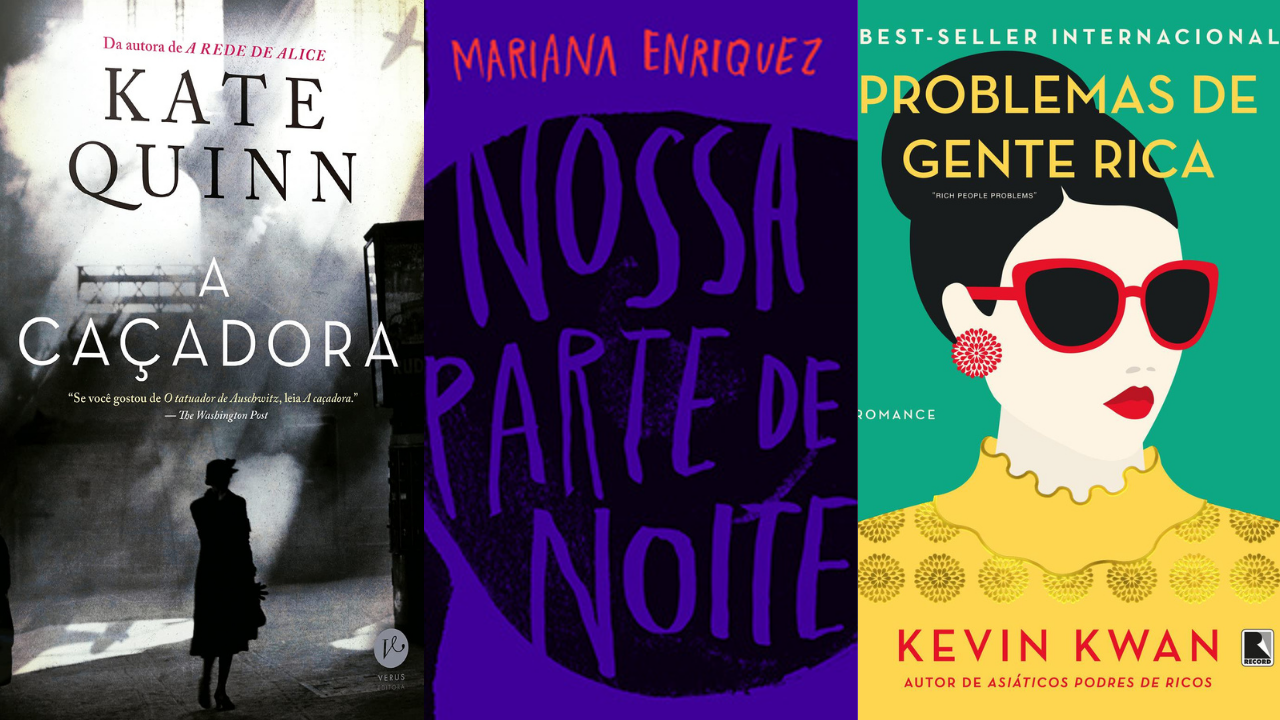 Da autora de A REDE DE ALICE
KATE
QUINN
A
CAÇADORA
“Se você gostou de O tatuador de Auschwitz, leia A caçadora.”
— The Washington Post
VERUS
EDITORA
MARIANA ENRIQUEZ
NOSSA
PARTE DE
NOITE
BEST-SELLER INTERNACIONAL
PROBLEMAS DE
GENTE RICA
"RICH PEOPLE PROBLEMS"
ROMANCE
KEVIN KWAN
R
RECORD
AUTOR DE ASIÁTICOS PODRES DE RICOS